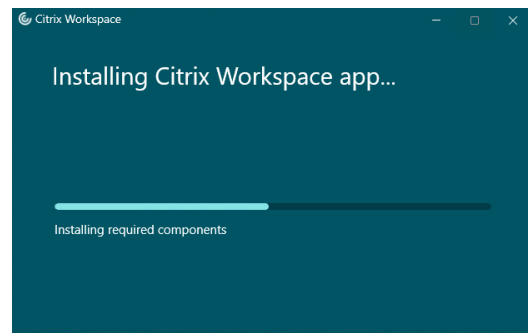 Citrix Workspace
Installing Citrix Workspace app...
Installing required components